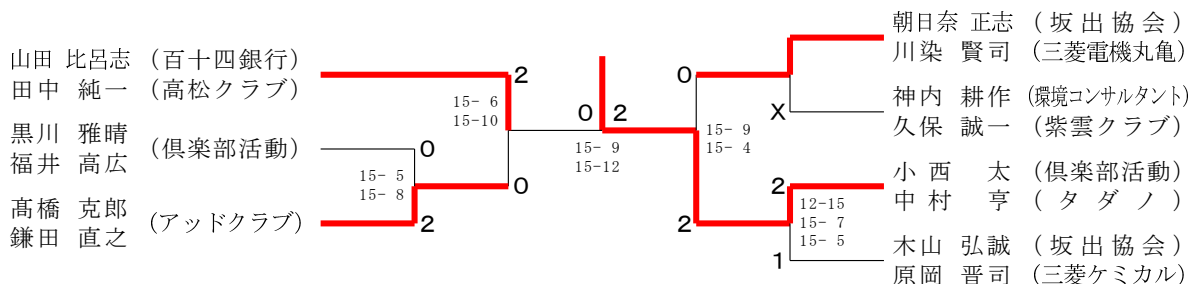 山田 比呂志 (百十四銀行)
田中 純一 (高松クラブ)
黒川 雅晴
福井 高広
(倶楽部活動)
髙橋 克郎
鎌田 直之
(アッドクラブ)
2
15- 6
15-10
0
15- 5
15- 8
0
2
0 2
15- 9
15-12
0
15- 9
15- 4
2
X
2
12-15
15- 7
15- 5
1
朝日奈 正志 (坂出協会)
川染 賢司 (三菱電機丸亀)
神内 耕作 (環境コンサルタント)
久保 誠一 (紫雲クラブ)
小西 太 (倶楽部活動)
中村 亨 (タダノ)
木山 弘誠 (坂出協会)
原岡 晋司 (三菱ケミカル)